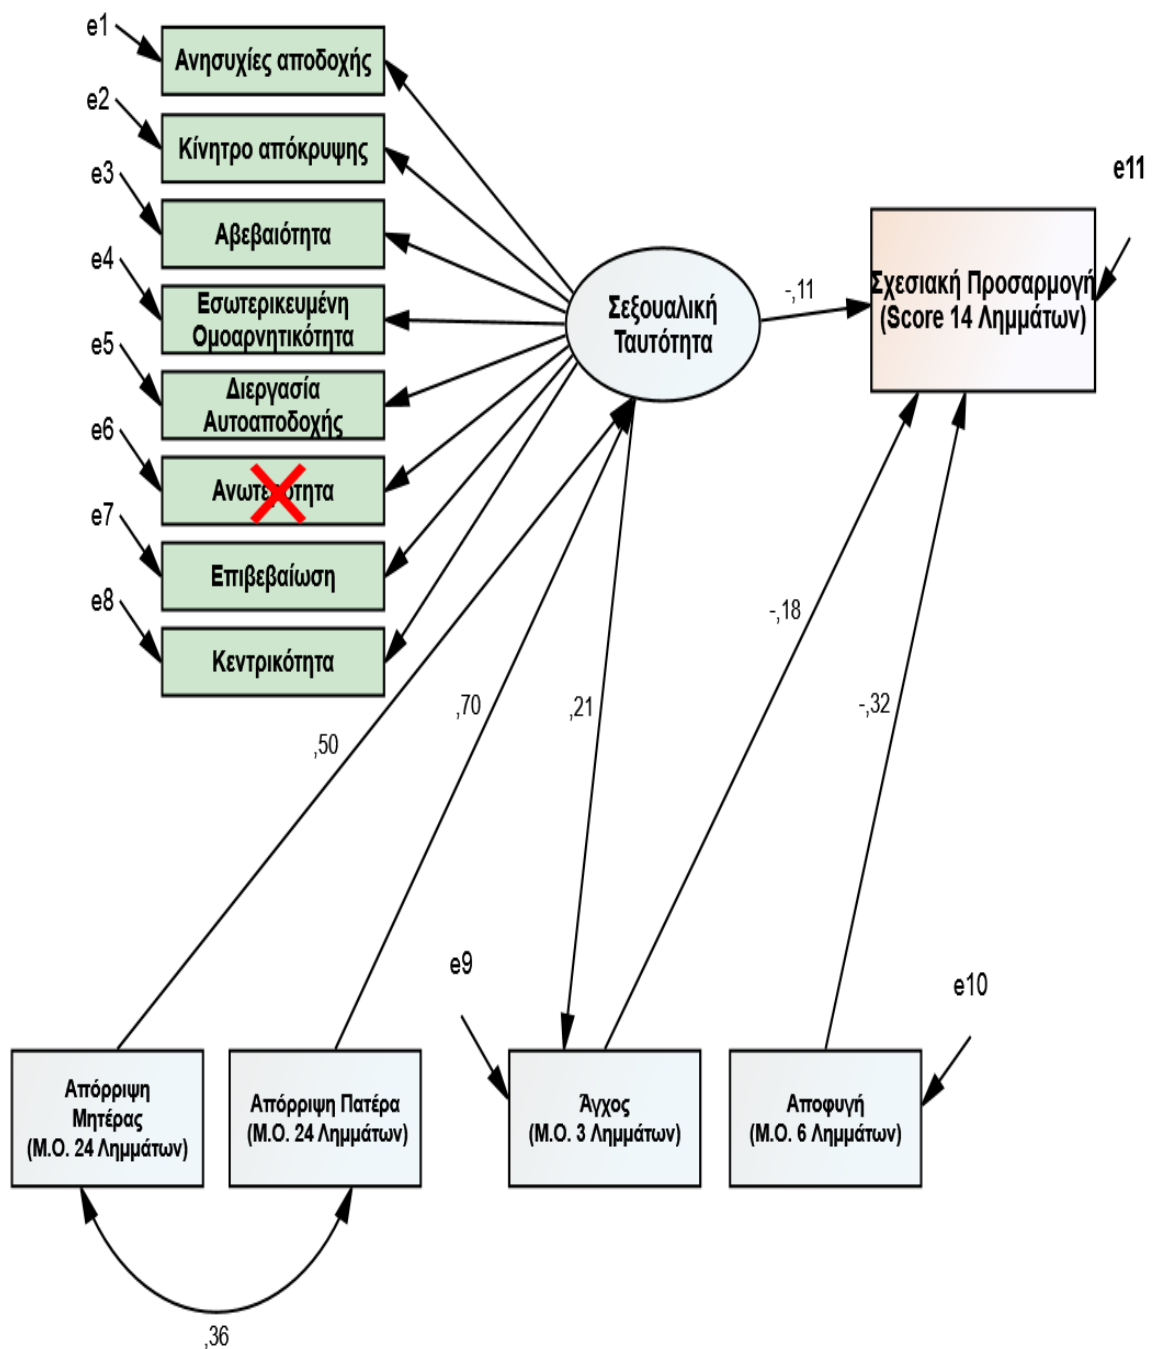 e1
Ανησυχίες αποδοχής
e2
Κίνητρο απόκρυψης
e3
Αβεβαιότητα
e4
Εσωτερικευμένη
Ομοαρνητικότητα
e5
Διεργασία
Αυτοαποδοχής
e6
Ανωτερότητα
e7
Επιβεβαίωση
e8
Κεντρικότητα
Σεξουαλική
Ταυτότητα
-,11
e11
Σχεσιακή Προσαρμογή
(Score 14 Λημμάτων)
-,18
-,32
,21
,70
,50
e9
e10
Απόρριψη
Μητέρας
(Μ.Ο. 24 Λημμάτων)
Απόρριψη Πατέρα
(Μ.Ο. 24 Λημμάτων)
Άγχος
(Μ.Ο. 3 Λημμάτων)
Αποφυγή
(Μ.Ο. 6 Λημμάτων)
,36